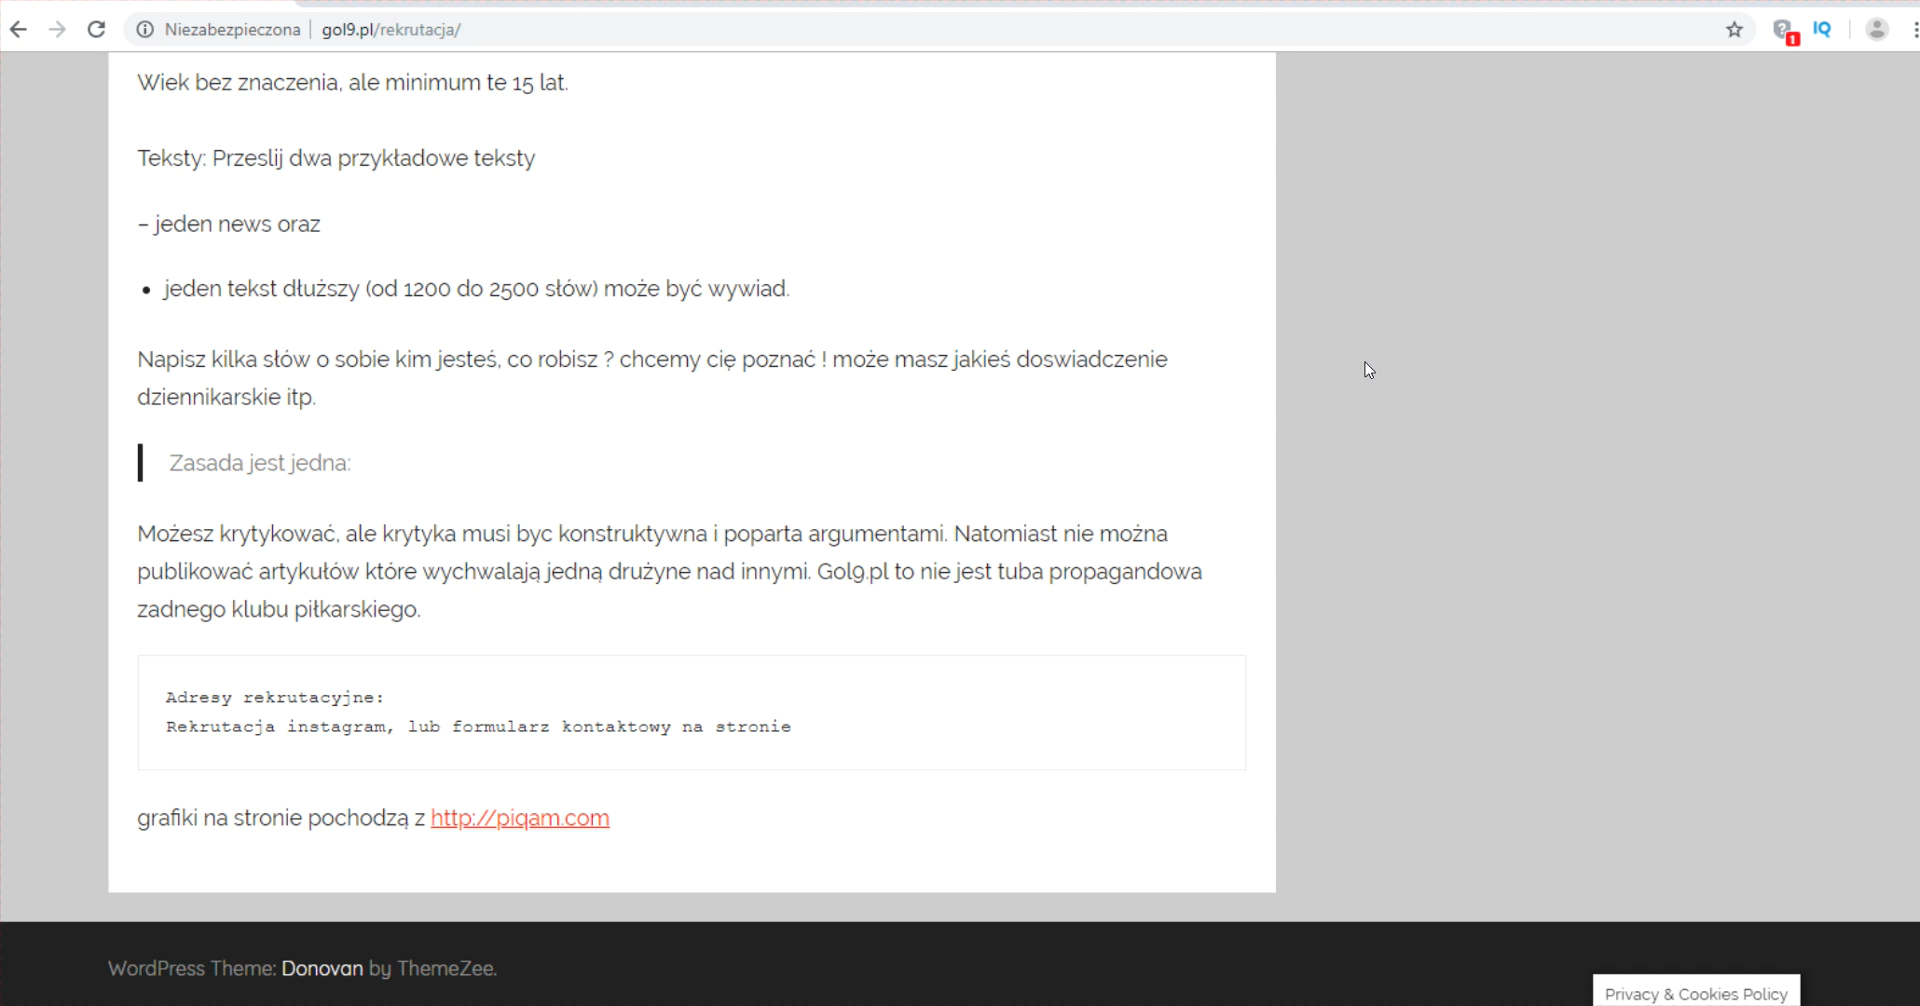 Niezabezpieczona | gol9.pl/rekrutacja/
1
IQ
Wiek bez znaczenia, ale minimum te 15 lat.
Teksty: Przeslij dwa przykładowe teksty
– jeden news oraz
• jeden tekst dłuższy (od 1200 do 2500 słów) może być wywiad.
Napisz kilka słów o sobie kim jesteś, co robisz ? chcemy cię poznać ! może masz jakieś doswiadczenie
dziennikarskie itp.
Zasada jest jedna:
Możesz krytykować, ale krytyka musi byc konstruktywna i poparta argumentami. Natomiast nie można
publikować artykułów które wychwalają jedną drużyne nad innymi. Gol9.pl to nie jest tuba propagandowa
zadnego klubu piłkarskiego.
Adresy rekrutacyjne:
Rekrutacja instagram, lub formularz kontaktowy na stronie
grafiki na stronie pochodzą z http://piqam.com
WordPress Theme: Donovan by ThemeZee.
Privacy & Cookies Policy